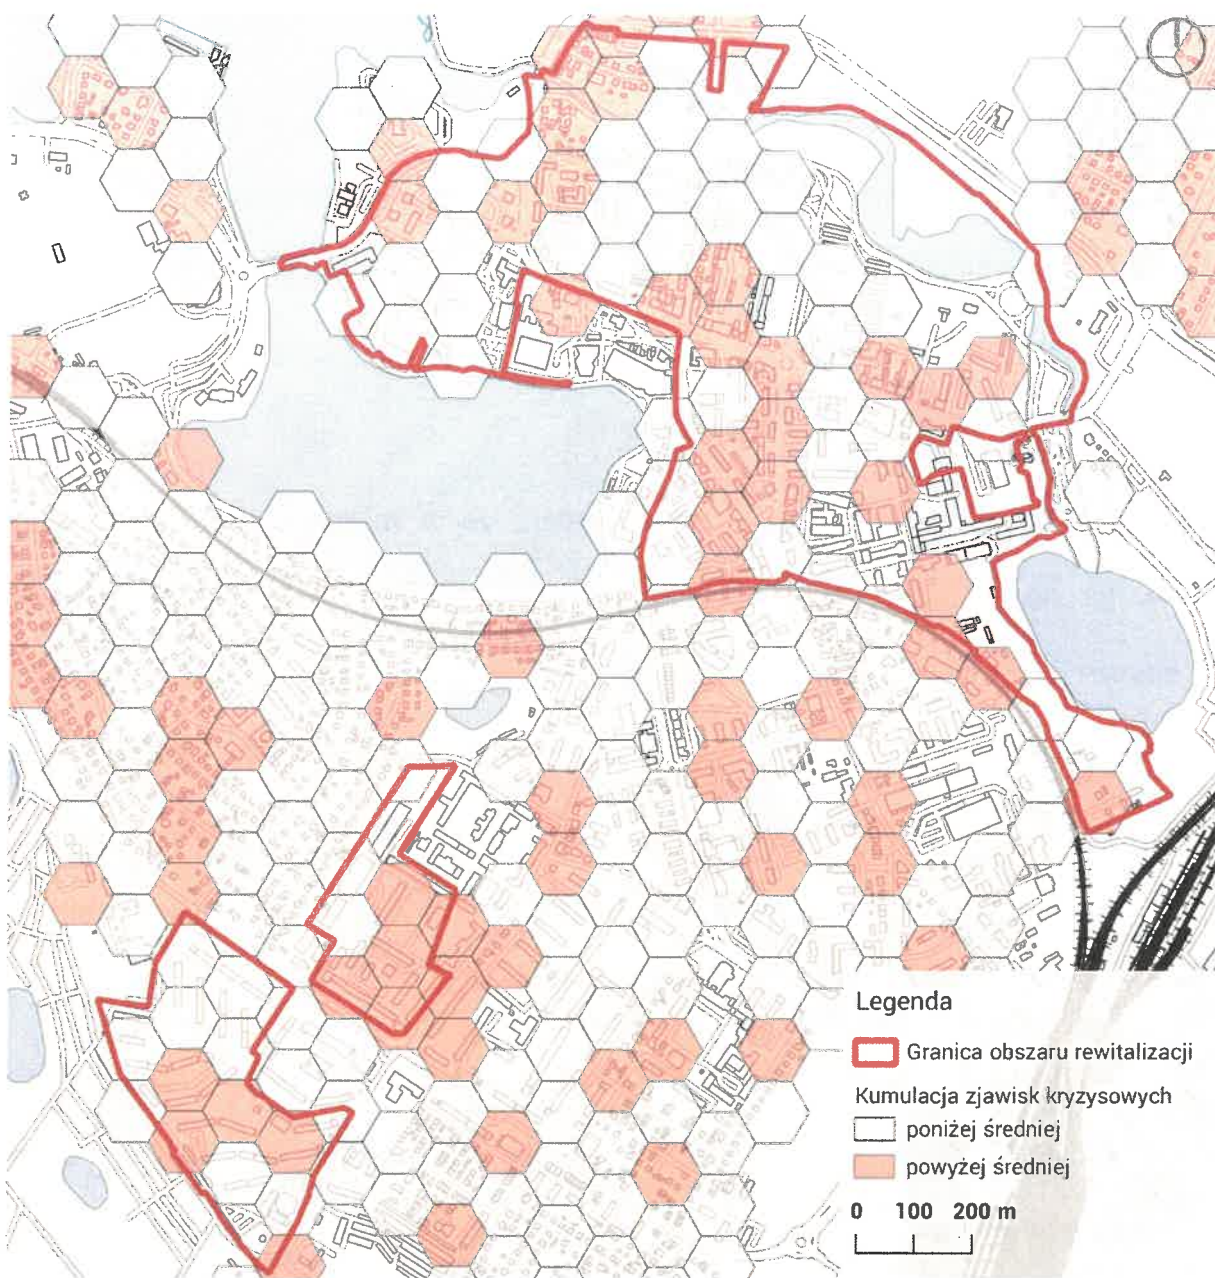 Legenda
Granica obszaru rewitalizacji
Kumulacja zjawisk kryzysowych
poniżej średniej
powyżej średniej
0 100 200 m